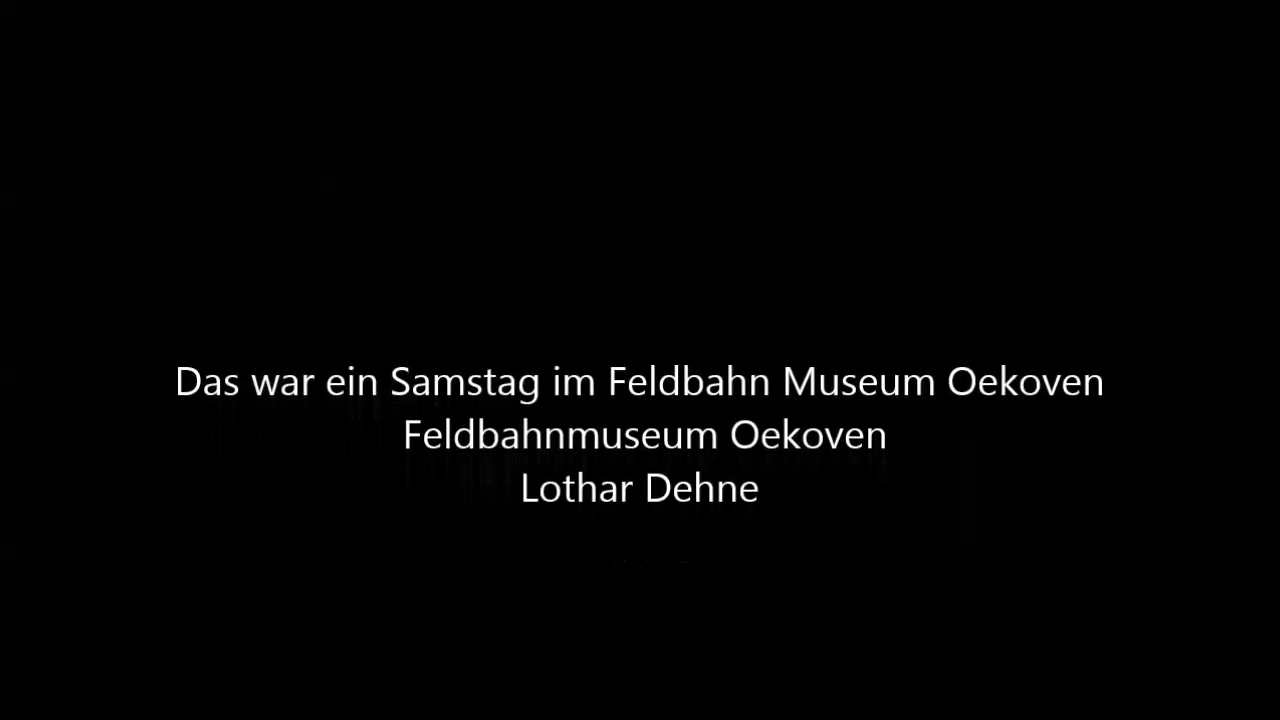 Das war ein Samstag im Feldbahn Museum Oekoven
Feldbahnmuseum Oekoven
Lothar Dehne